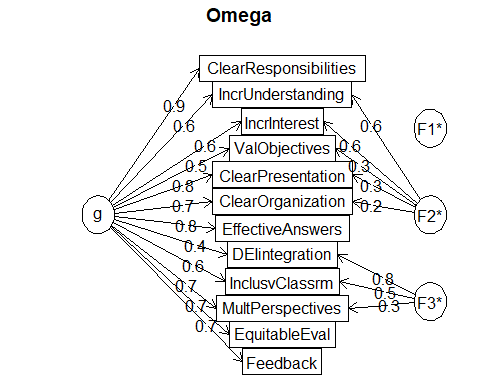 Omega
ClearResponsibilities
IncrUnderstanding
IncrInterest
ValObjectives
ClearPresentation
ClearOrganization
EffectiveAnswers
DEIintegration
InclusvClassrm
MultPerspectives
EquitableEval
Feedback
g
0.9
0.6
0.6
0.5
0.8
0.7
0.8
0.4
0.6
0.7
0.7
0.7
F1*
F2*
F3*
0.6
0.6
0.3
0.3
0.2
0.8
0.5
0.3